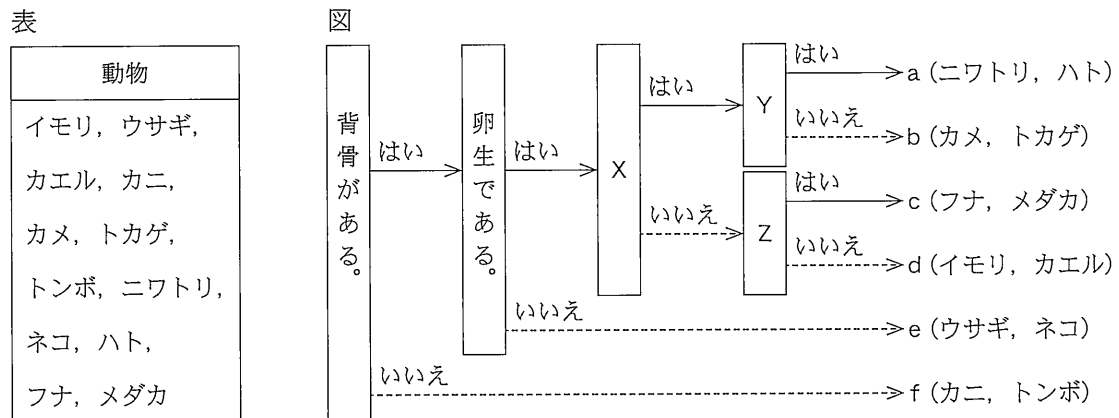 表
動物
イモリ，ウサギ，
カエル，カニ，
カメ，トカゲ，
トンボ，ニワトリ，
ネコ，ハト，
フナ，メダカ
図
背骨がある。
はい
いいえ
卵生である。
はい
いいえ
X
はい
いいえ
Y
はい
a（ニワトリ，ハト）
いいえ
b（カメ，トカゲ）
Z
はい
c（フナ，メダカ）
いいえ
d（イモリ，カエル）
e（ウサギ，ネコ）
f（カニ，トンボ）